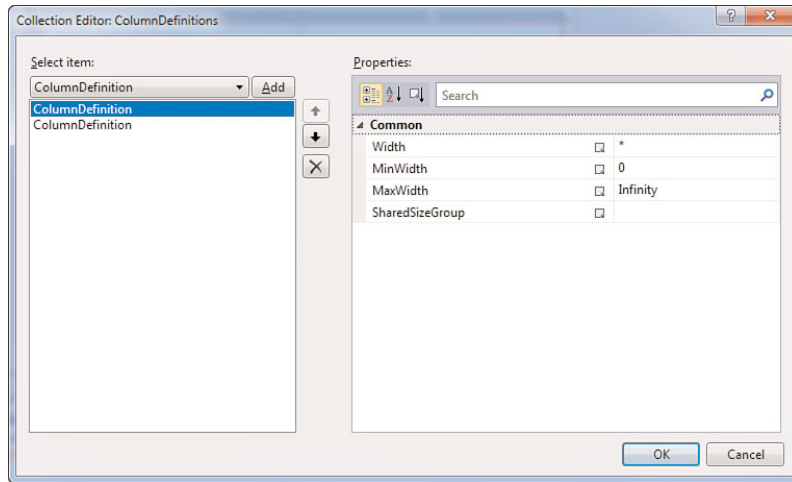 Collection Editor: ColumnDefinitions
Select item:
ColumnDefinition Add
ColumnDefinition
ColumnDefinition
Properties:
Search
Common
Width *
MinWidth 0
MaxWidth Infinity
SharedSizeGroup
OK Cancel